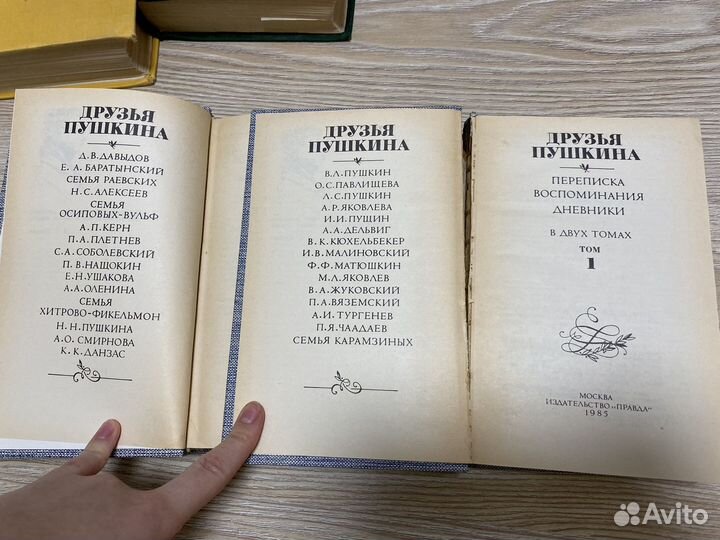 ДРУЗЬЯ
ПУШКИНА
Д. В. ДАВЫДОВ
Е. А. БАРАТЫНСКИЙ
СЕМЬЯ РАЕВСКИХ
Н. С. АЛЕКСЕЕВ
СЕМЬЯ
ОСИПОВЫХ-ВУЛЬФ
А. П. КЕРН
П. А. ПЛЕТНЕВ
С. А. СОБОЛЕВСКИЙ
П. В. НАЩОКИН
Е. Н. УШАКОВА
А. А. ОЛЕНИНА
СЕМЬЯ
ХИТРОВО-ФИКЕЛЬМОН
Н. Н. ПУШКИНА
А. О. СМИРНОВА
К. К. ДАНЗАС
ДРУЗЬЯ
ПУШКИНА
В. Л. ПУШКИН
О. С. ПАВЛИЩЕВА
Л. С. ПУШКИН
А. Р. ЯКОВЛЕВА
И. И. ПУЩИН
А. А. ДЕЛЬВИГ
В. К. КЮХЕЛЬБЕКЕР
И. В. МАЛИНОВСКИЙ
Ф. Ф. МАТЮШКИН
М. Л. ЯКОВЛЕВ
В. А. ЖУКОВСКИЙ
П. А. ВЯЗЕМСКИЙ
А. И. ТУРГЕНЕВ
П. Я. ЧААДАЕВ
СЕМЬЯ КАРАМЗИНЫХ
ДРУЗЬЯ
ПУШКИНА
ПЕРЕПИСКА
ВОСПОМИНАНИЯ
ДНЕВНИКИ
В ДВУХ ТОМАХ
ТОМ
1
МОСКВА
ИЗДАТЕЛЬСТВО „ПРАВДА"
1985
Avito